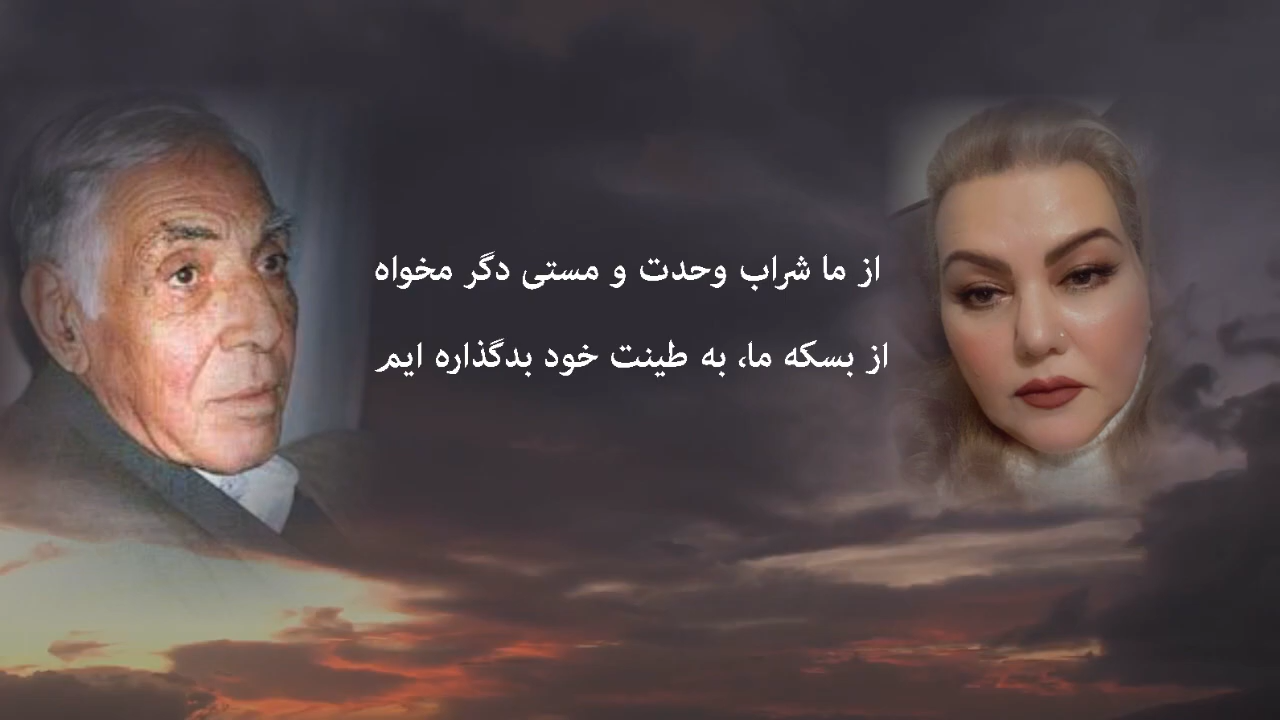 از ما شراب وحدت و مستی دگر مخواه
از بسکه ما، به طینت خود بدگذاره ایم